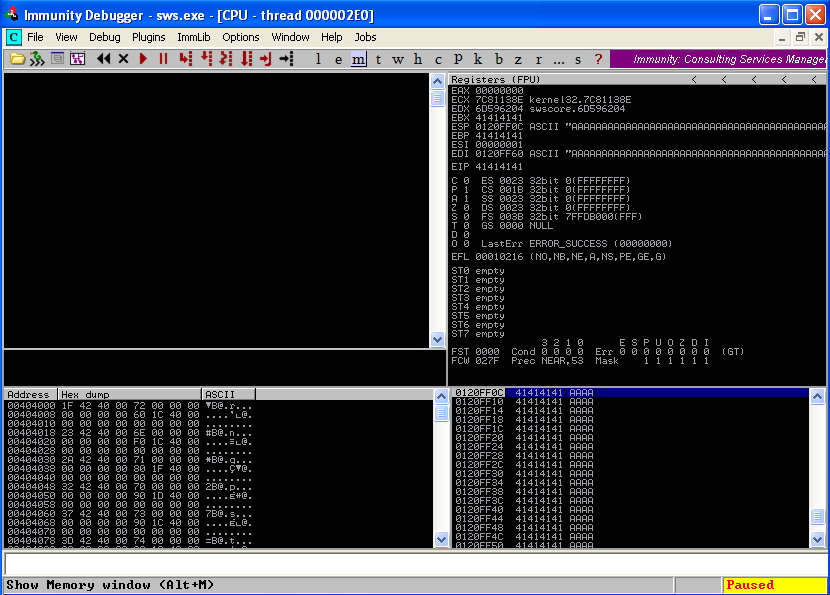 Immunity Debugger - sws.exe - [CPU - thread 000002E0]
C File View Debug Plugins ImmLib Options Window Help Jobs
l e m t w h c P k b z r ... s ? Immunity: Consulting Services Manager
Registers (FPU) < < < < <
EAX 00000000
ECX 7C81138E kernel32.7C81138E
EDX 6D596204 swscore.6D596204
EBX 41414141
ESP 0120FF0C ASCII "AAAAAAAAAAAAAAAAAAAAAAAAAAAAAAAAAAAAAAAAA
EBP 41414141
ESI 00000001
EDI 0120FF60 ASCII "AAAAAAAAAAAAAAAAAAAAAAAAAAAAAAAAAAAAAAAAA
EIP 41414141
C 0 ES 0023 32bit 0(FFFFFFFF)
P 1 CS 001B 32bit 0(FFFFFFFF)
A 1 SS 0023 32bit 0(FFFFFFFF)
Z 0 DS 0023 32bit 0(FFFFFFFF)
S 0 FS 003B 32bit 7FFDB000(FFF)
T 0 GS 0000 NULL
D 0
O 0 LastErr ERROR_SUCCESS (00000000)
EFL 00010216 (NO,NB,NE,A,NS,PE,GE,G)
ST0 empty
ST1 empty
ST2 empty
ST3 empty
ST4 empty
ST5 empty
ST6 empty
ST7 empty
3 2 1 0 E S P U O Z D I
FST 0000 Cond 0 0 0 0 Err 0 0 0 0 0 0 0 0 (GT)
FCW 027F Prec NEAR,53 Mask 1 1 1 1 1 1
Address Hex dump ASCII
00404000 1F 42 40 00 72 00 00 00 ▼B@.r...
00404008 00 00 00 00 60 1C 40 00 ....`∟@.
00404010 00 00 00 00 00 00 00 00 ........
00404018 23 42 40 00 6E 00 00 00 #B@.n...
00404020 00 00 00 00 F0 1C 40 00 ....≡∟@.
00404028 00 00 00 00 00 00 00 00 ........
00404030 2A 42 40 00 71 00 00 00 *B@.q...
00404038 00 00 00 00 80 1F 40 00 ....Ç▼@.
00404040 00 00 00 00 00 00 00 00 ........
00404048 32 42 40 00 70 00 00 00 2B@.p...
00404050 00 00 00 00 90 1D 40 00 ....É↔@.
00404058 00 00 00 00 00 00 00 00 ........
00404060 37 42 40 00 73 00 00 00 7B@.s...
00404068 00 00 00 00 90 1C 40 00 ....É∟@.
00404070 00 00 00 00 00 00 00 00 ........
00404078 3D 42 40 00 74 00 00 00 =B@.t...
0120FF0C 41414141 AAAA
0120FF10 41414141 AAAA
0120FF14 41414141 AAAA
0120FF18 41414141 AAAA
0120FF1C 41414141 AAAA
0120FF20 41414141 AAAA
0120FF24 41414141 AAAA
0120FF28 41414141 AAAA
0120FF2C 41414141 AAAA
0120FF30 41414141 AAAA
0120FF34 41414141 AAAA
0120FF38 41414141 AAAA
0120FF3C 41414141 AAAA
0120FF40 41414141 AAAA
0120FF44 41414141 AAAA
0120FF48 41414141 AAAA
0120FF4C 41414141 AAAA
0120FF50 41414141 AAAA
Show Memory window (Alt+M) Paused